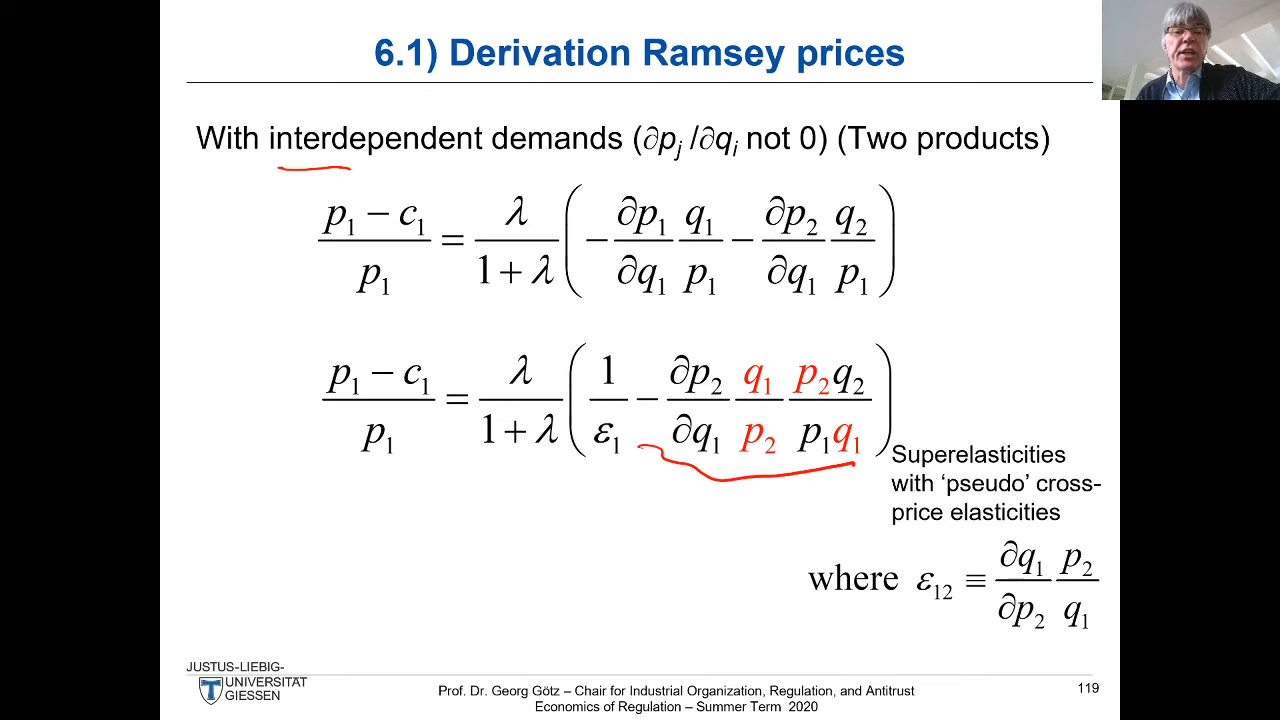 6.1) Derivation Ramsey prices
With interdependent demands (∂pj /∂qi not 0) (Two products)
(p1 − c1)/p1 = λ/(1 + λ) ( − ∂p1/∂q1 q1/p1 − ∂p2/∂q1 q2/p1 )
(p1 − c1)/p1 = λ/(1 + λ) ( 1/ε1 − ∂p2/∂q1 q1/p2 p2q2/p1q1 )
Superelasticities
with ‘pseudo’ cross-
price elasticities
where ε12 ≡ ∂q1/∂p2 p2/q1
JUSTUS-LIEBIG-
UNIVERSITÄT
GIESSEN
Prof. Dr. Georg Götz – Chair for Industrial Organization, Regulation, and Antitrust
Economics of Regulation – Summer Term 2020
119